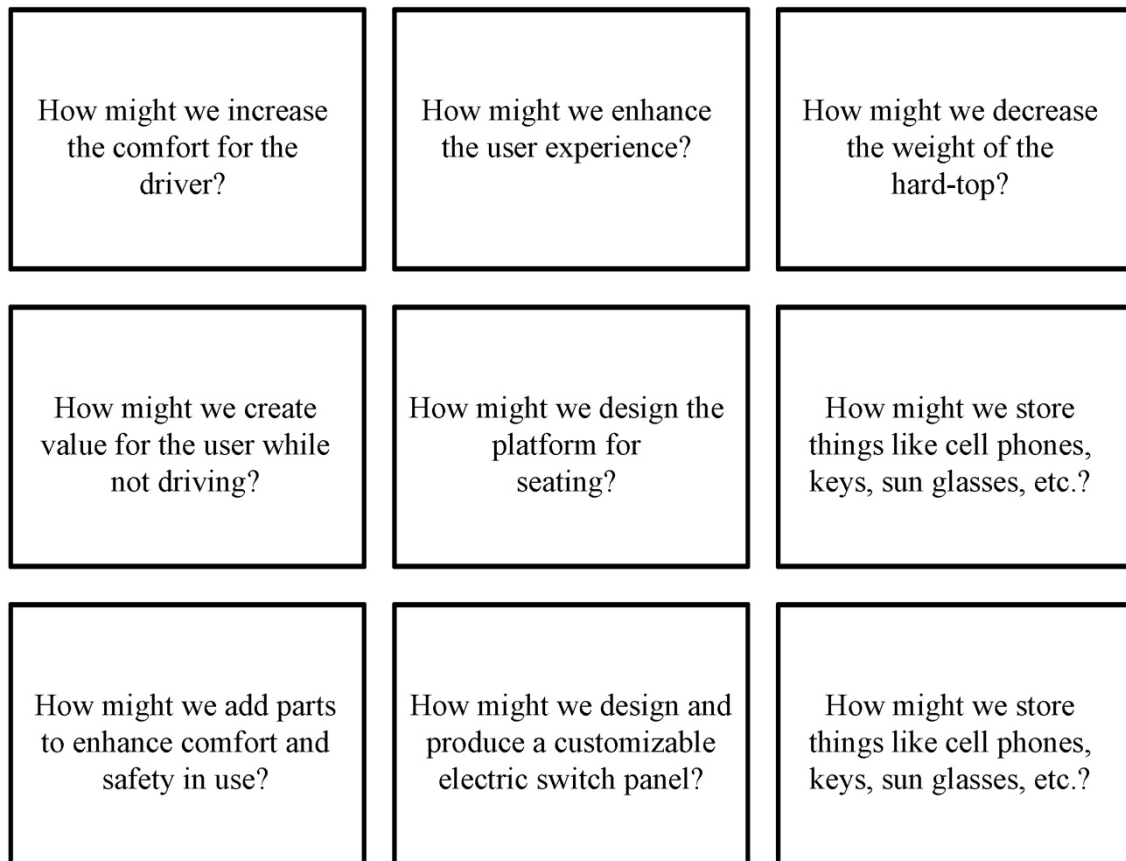 How might we increase
the comfort for the
driver?
How might we enhance
the user experience?
How might we decrease
the weight of the
hard-top?
How might we create
value for the user while
not driving?
How might we design the
platform for
seating?
How might we store
things like cell phones,
keys, sun glasses, etc.?
How might we add parts
to enhance comfort and
safety in use?
How might we design and
produce a customizable
electric switch panel?
How might we store
things like cell phones,
keys, sun glasses, etc.?